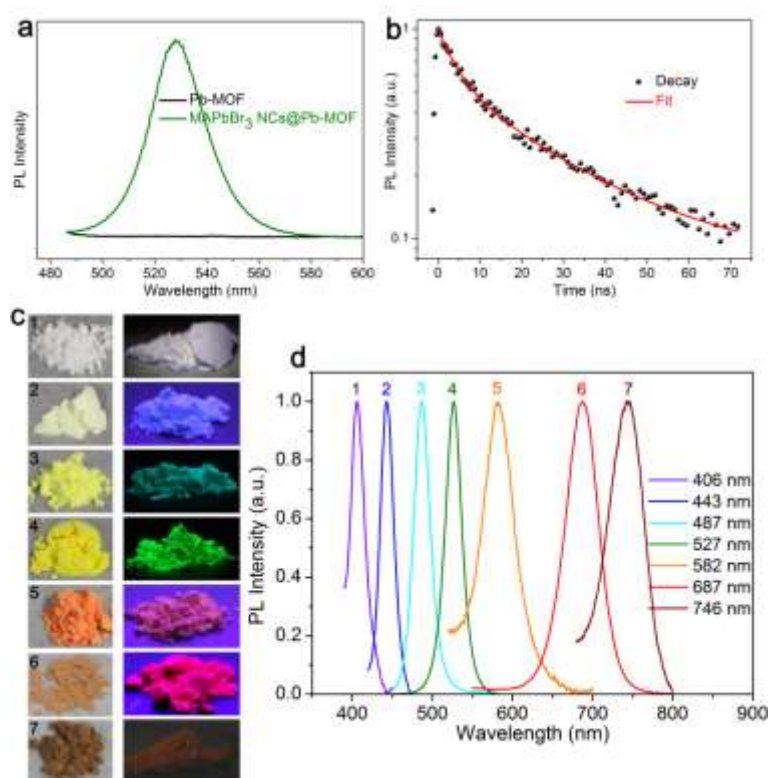 a
PL Intensity
Pb-MOF
MAPbBr3 NCs@Pb-MOF
480 500 520 540 560 580 600
Wavelength (nm)
b
PL Intensity (a.u.)
1
0.1
Decay
Fit
0 10 20 30 40 50 60 70
Time (ns)
c
1
2
3
4
5
6
7
d
PL Intensity (a.u.)
1.0
0.8
0.6
0.4
0.2
0.0
1 2 3 4 5 6 7
406 nm
443 nm
487 nm
527 nm
582 nm
687 nm
746 nm
400 500 600 700 800 900
Wavelength (nm)